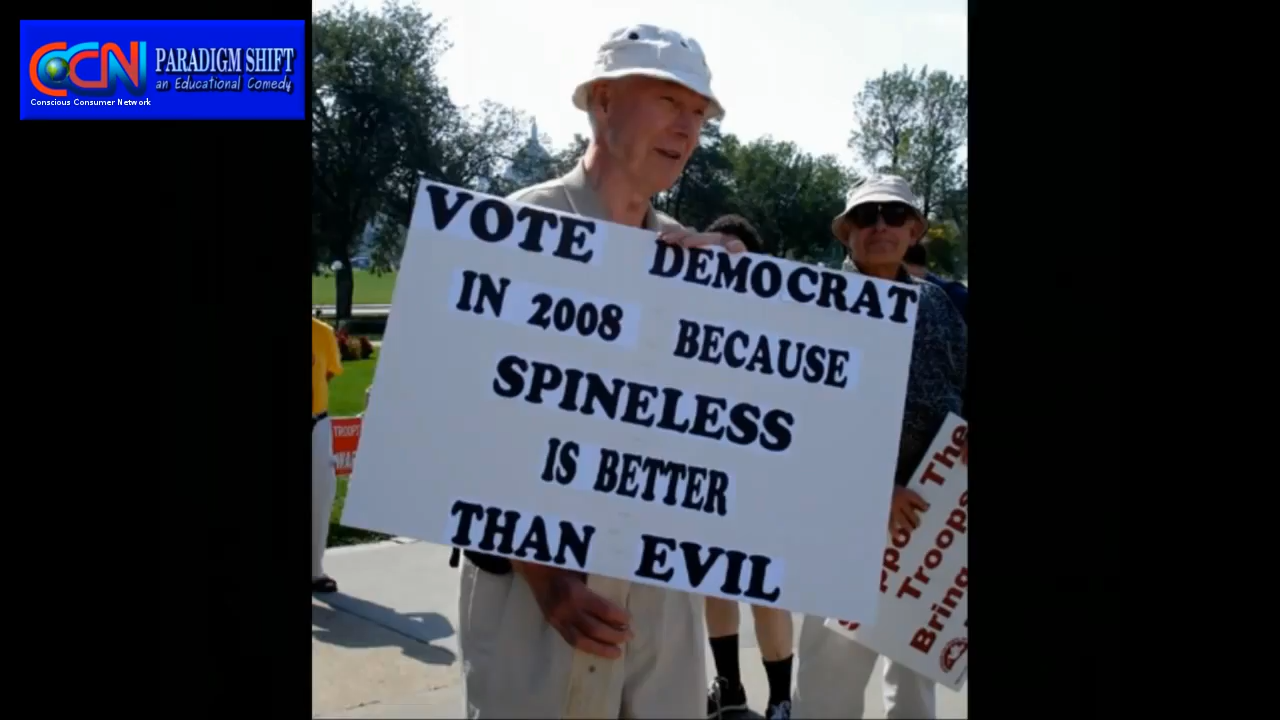 CCN PARADIGM SHIFT
an Educational Comedy
Conscious Consumer Network
VOTE DEMOCRAT
IN 2008 BECAUSE
SPINELESS
IS BETTER
THAN EVIL
TROOPS
The
Troops
Bring